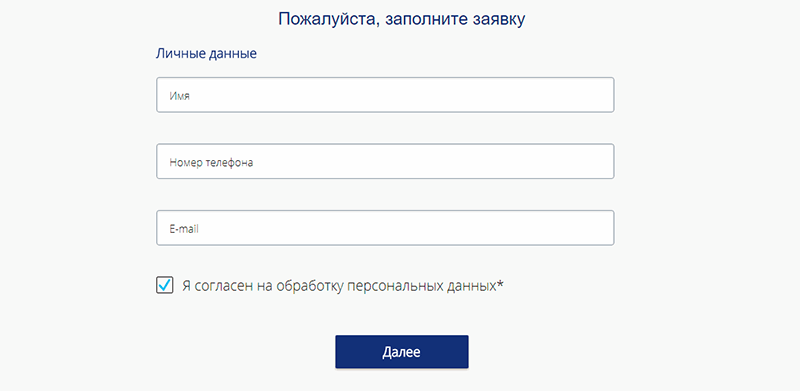 Пожалуйста, заполните заявку
Личные данные
Имя
Номер телефона
E-mail
Я согласен на обработку персональных данных*
Далее